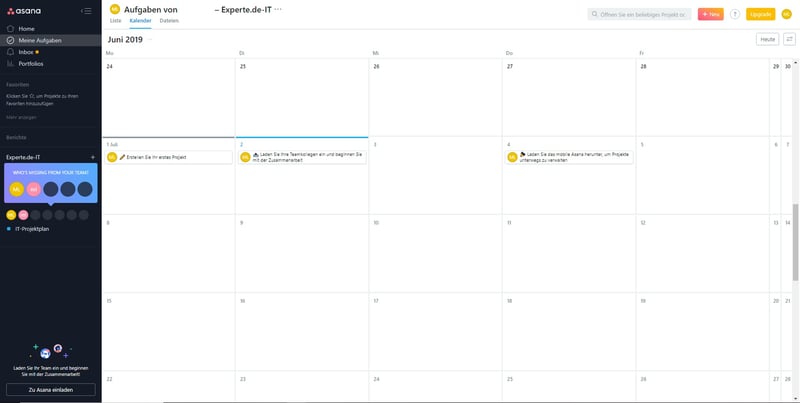 asana
Home
Meine Aufgaben
Inbox
Portfolios
Favoriten
Klicken Sie ☆, um Projekte zu Ihren
Favoriten hinzuzufügen
Mehr anzeigen
Berichte
Experte.de-IT +
WHO'S MISSING FROM YOUR TEAM?
ML
ML
IT-Projektplan
Laden Sie Ihr Team ein und beginnen
Sie mit der Zusammenarbeit!
Zu Asana einladen
ML Aufgaben von – Experte.de-IT ···
Liste Kalender Dateien
Öffnen Sie ein beliebiges Projekt o
+ Neu
?
Upgrade
ML
Juni 2019
Heute
Mo Di Mi Do Fr
24 25 26 27 28 29 30
1 Juli 2 3 4 5 6 7
ML Erstellen Sie Ihr erstes Projekt
ML Laden Sie Ihre Teamkollegen ein und beginnen Sie
mit der Zusammenarbeit
ML Laden Sie das mobile Asana herunter, um Projekte
unterwegs zu verwalten
8 9 10 11 12 13 14
15 16 17 18 19 20 21
22 23 24 25 26 27 28